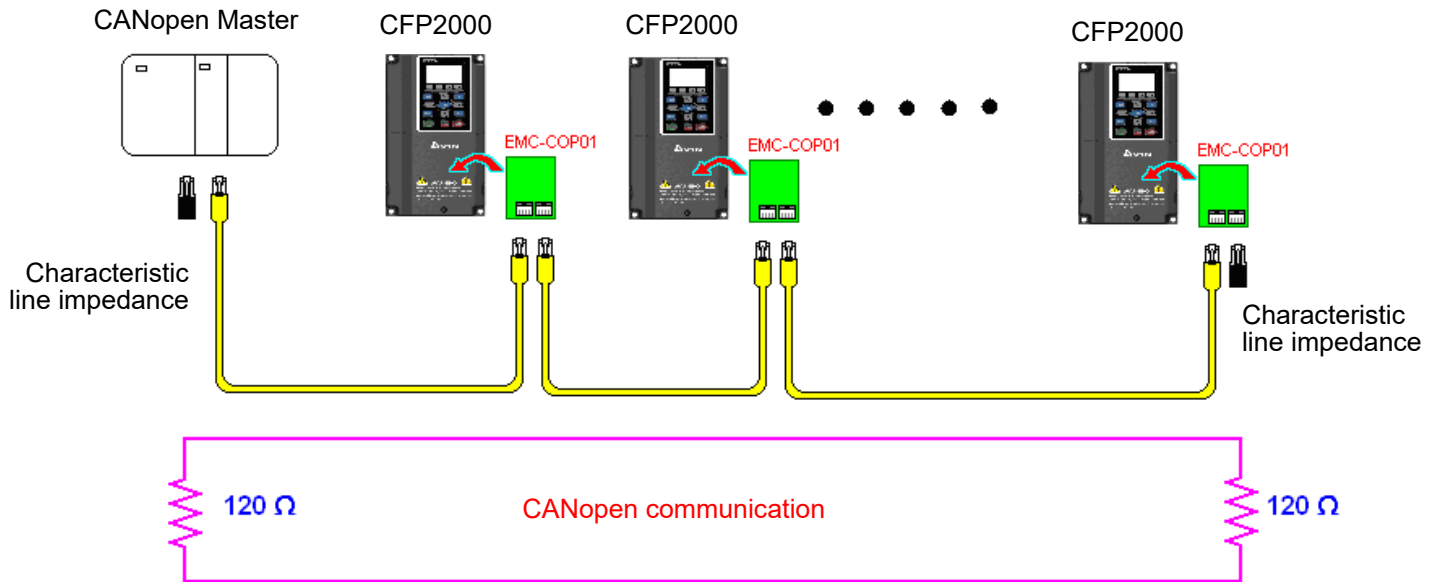 CANopen Master
CFP2000
CFP2000
CFP2000
EMC-COP01
EMC-COP01
EMC-COP01
Characteristic
line impedance
Characteristic
line impedance
120 Ω
CANopen communication
120 Ω